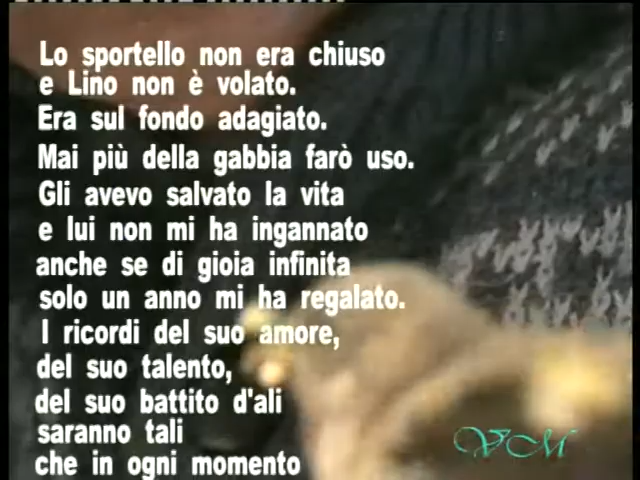 Lo sportello non era chiuso
e Lino non è volato.
Era sul fondo adagiato.
Mai più della gabbia farò uso.
Gli avevo salvato la vita
e lui non mi ha ingannato
anche se di gioia infinita
solo un anno mi ha regalato.
I ricordi del suo amore,
del suo talento,
del suo battito d'ali
saranno tali
che in ogni momento
VM